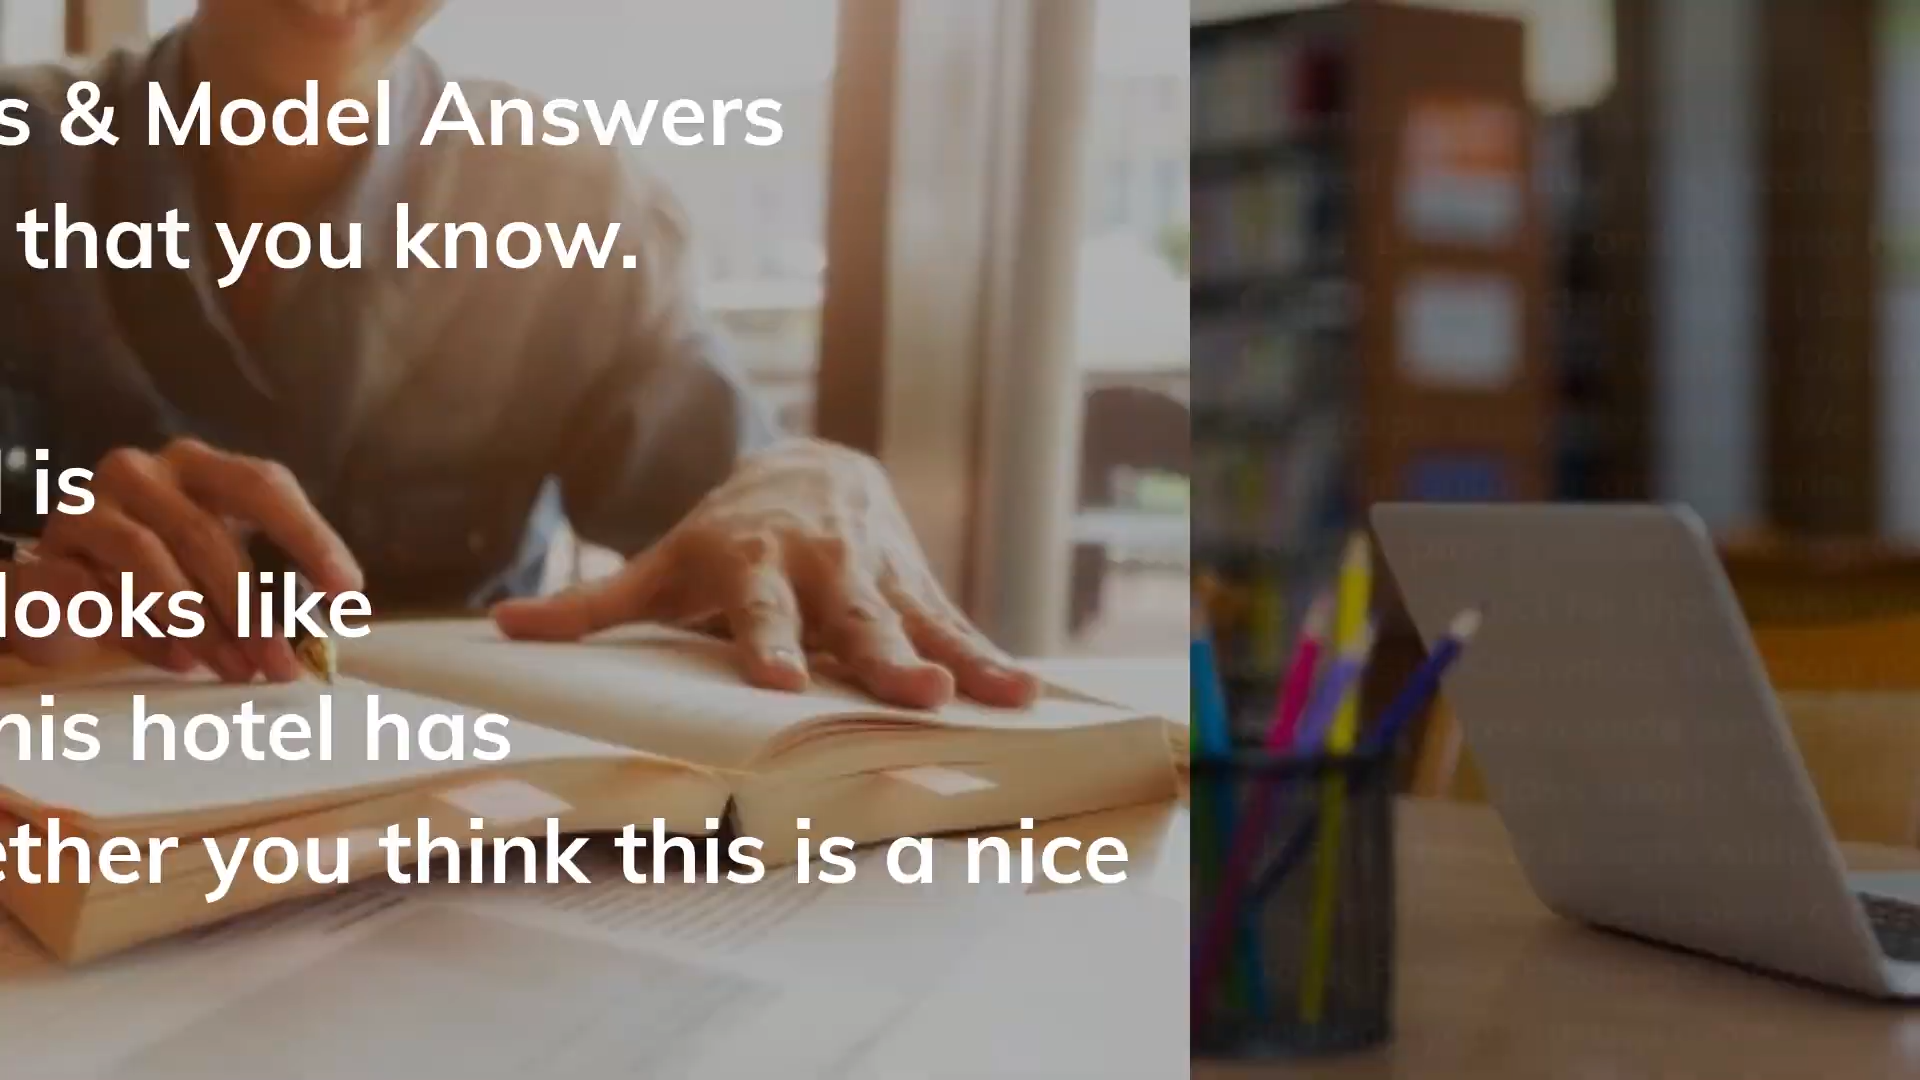 s & Model Answers
that you know.
is
looks like
his hotel has
ether you think this is a nice